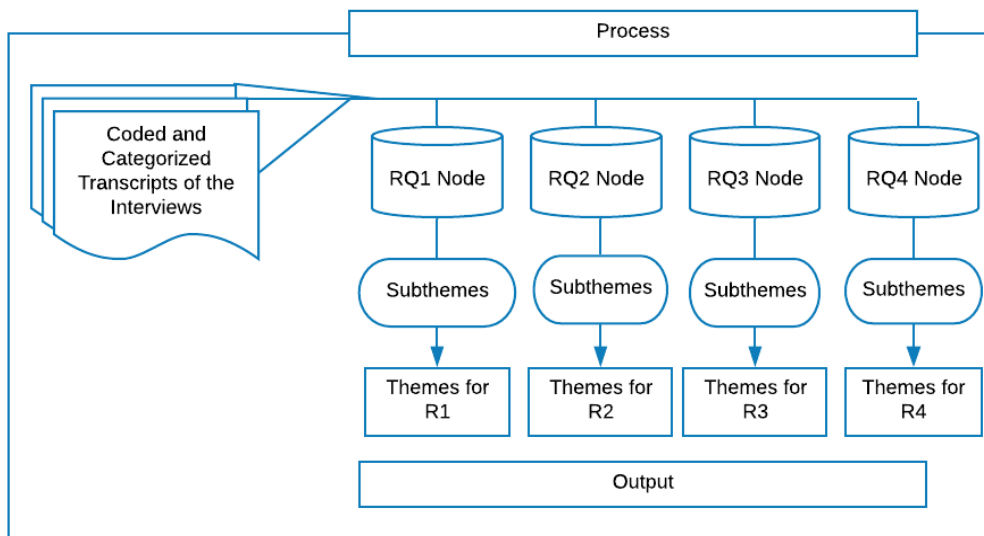 Process
Coded and
Categorized
Transcripts of the
Interviews
RQ1 Node
RQ2 Node
RQ3 Node
RQ4 Node
Subthemes
Subthemes
Subthemes
Subthemes
Themes for
R1
Themes for
R2
Themes for
R3
Themes for
R4
Output